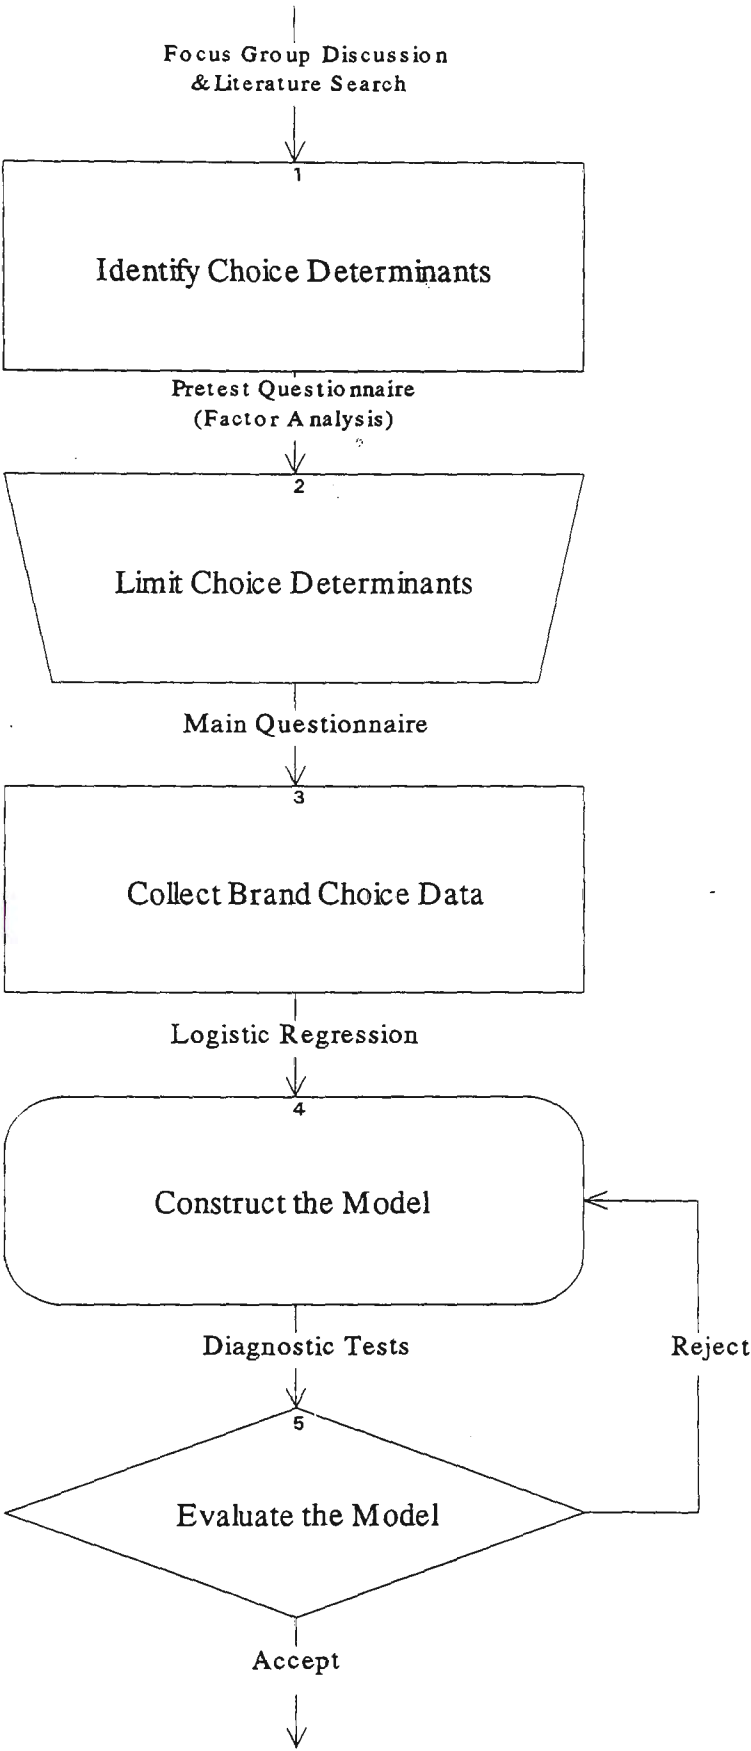 Focus Group Discussion
& Literature Search
1
Identify Choice Determinants
Pretest Questionnaire
(Factor Analysis)
2
Limit Choice Determinants
Main Questionnaire
3
Collect Brand Choice Data
Logistic Regression
4
Construct the Model
Diagnostic Tests
Reject
5
Evaluate the Model
Accept